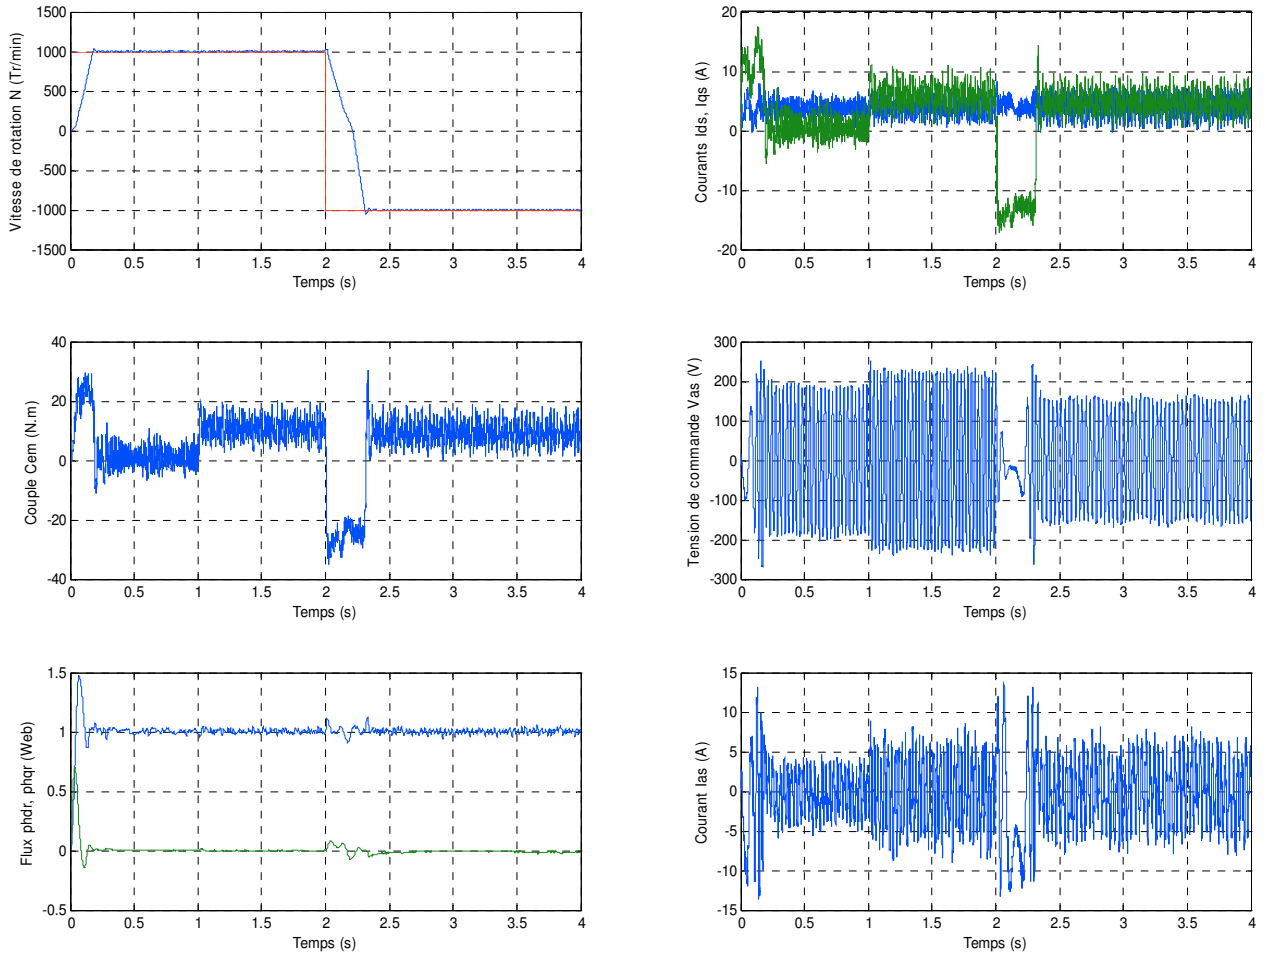 Vitesse de rotation N (Tr/min)
1500
1000
500
0
-500
-1000
-1500
0 0.5 1 1.5 2 2.5 3 3.5 4
Temps (s)
Courants Ids, Iqs (A)
20
10
0
-10
-20
0 0.5 1 1.5 2 2.5 3 3.5 4
Temps (s)
Couple Cem (N.m)
40
20
0
-20
-40
0 0.5 1 1.5 2 2.5 3 3.5 4
Temps (s)
Tension de commande Vas (V)
300
200
100
0
-100
-200
-300
0 0.5 1 1.5 2 2.5 3 3.5 4
Temps (s)
Flux phdr, phqr (Web)
1.5
1
0.5
0
-0.5
0 0.5 1 1.5 2 2.5 3 3.5 4
Temps (s)
Courant Ias (A)
15
10
5
0
-5
-10
-15
0 0.5 1 1.5 2 2.5 3 3.5 4
Temps (s)